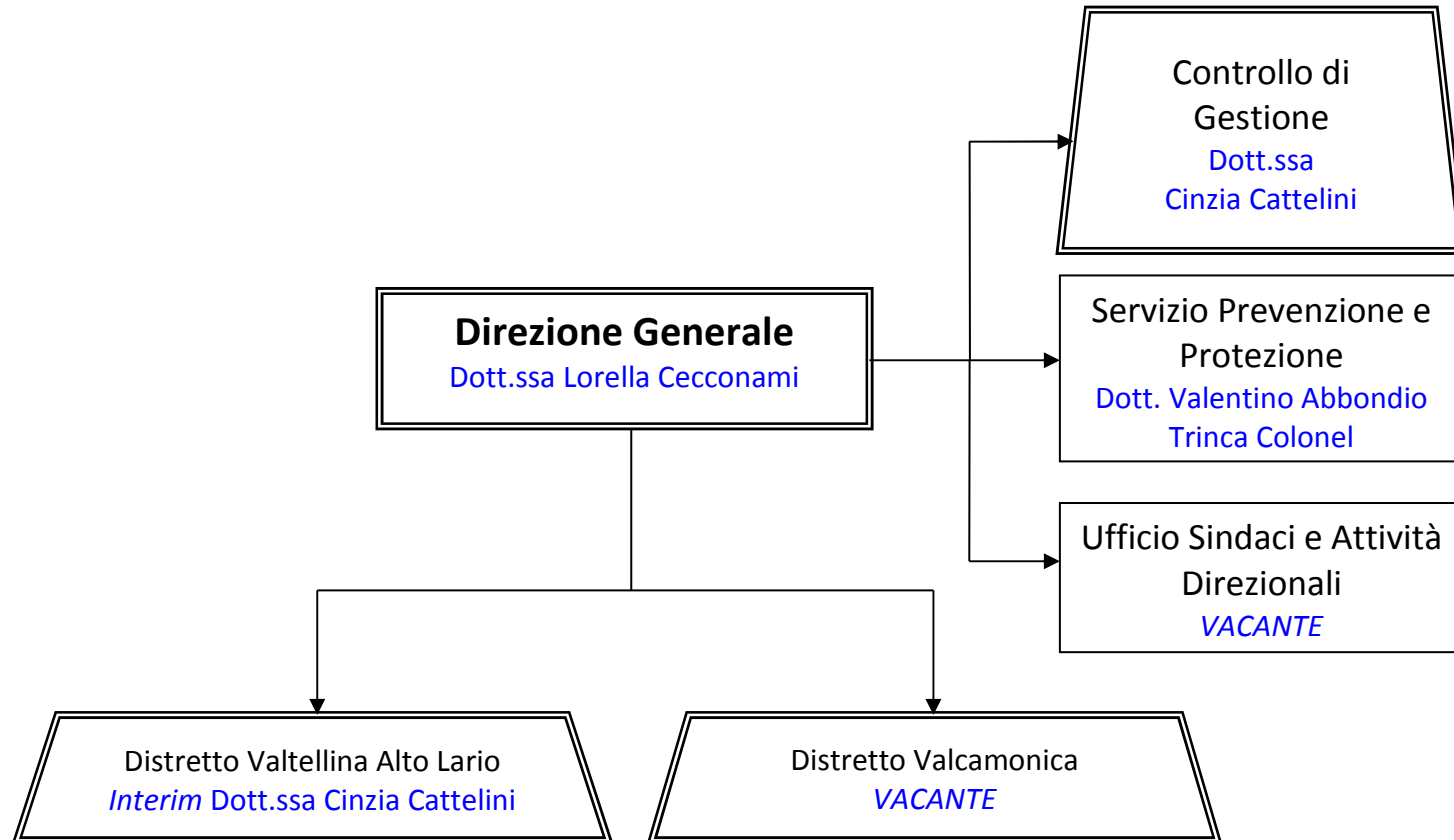 Controllo di
Gestione
Dott.ssa
Cinzia Cattelini
Direzione Generale
Dott.ssa Lorella Cecconami
Servizio Prevenzione e
Protezione
Dott. Valentino Abbondio
Trinca Colonel
Ufficio Sindaci e Attività
Direzionali
VACANTE
Distretto Valtellina Alto Lario
Interim Dott.ssa Cinzia Cattelini
Distretto Valcamonica
VACANTE